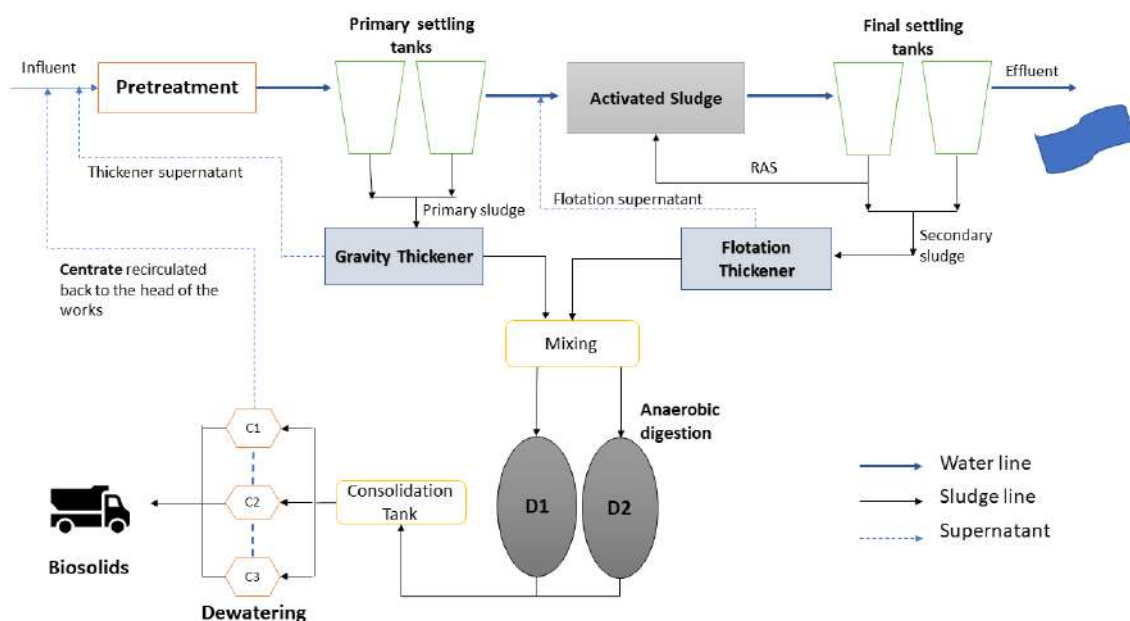 Primary settling
tanks
Final settling
tanks
Influent
Effluent
Pretreatment
Activated Sludge
Thickener supernatant
RAS
Primary sludge
Flotation supernatant
Secondary
sludge
Gravity Thickener
Flotation
Thickener
Centrate recirculated
back to the head of the
works
Mixing
Anaerobic
digestion
C1
C2
C3
Consolidation
Tank
D1
D2
Water line
Sludge line
Supernatant
Biosolids
Dewatering